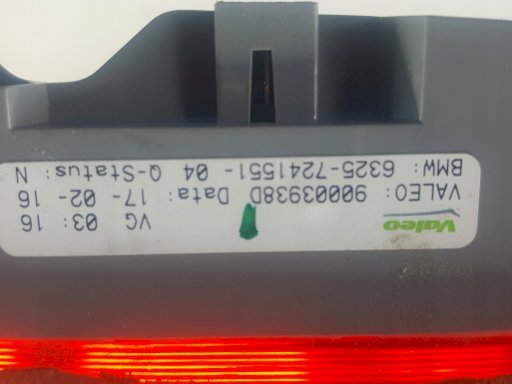 Valeo VG 03: 16
VALEO: 90003938D Data: 17- 02- 16
BMW: 6325-7241551- 04 Q-Status: N